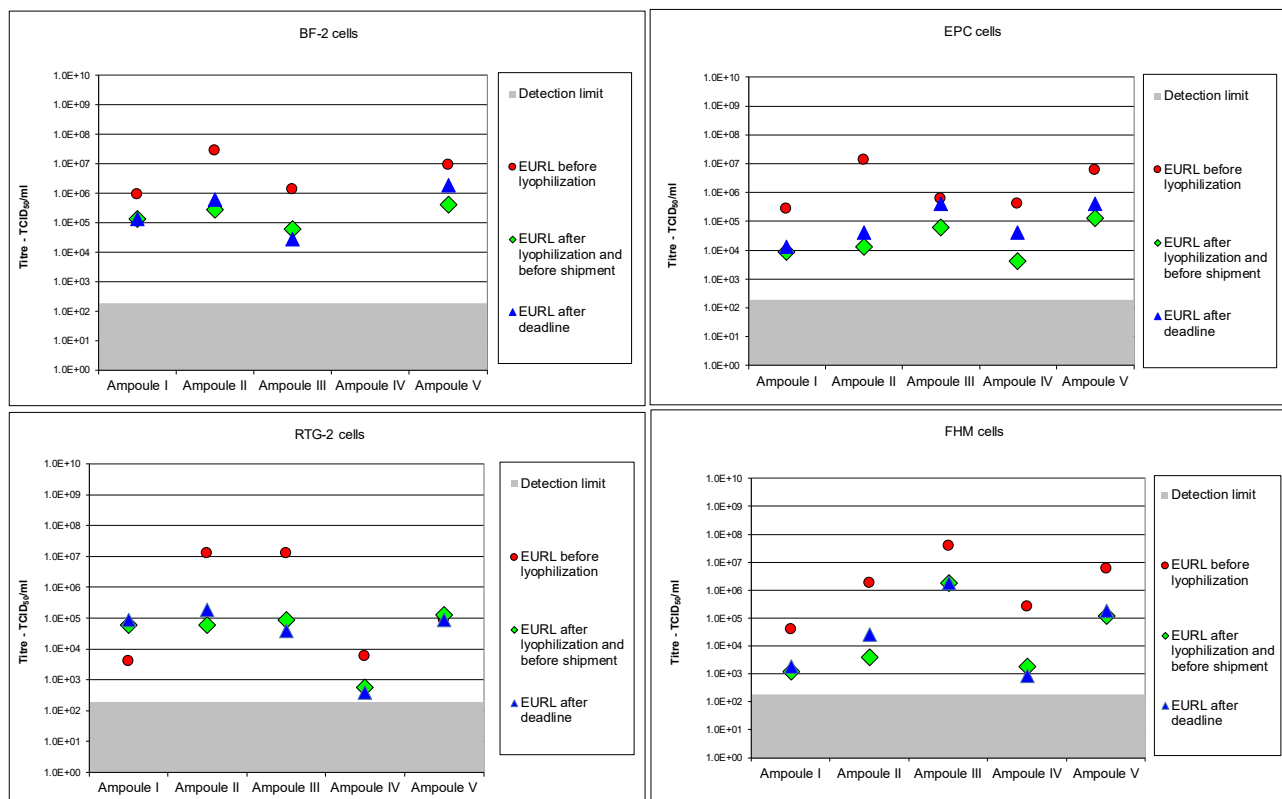 BF-2 cells
Titre - TCID50/ml
1.0E+10
1.0E+09
1.0E+08
1.0E+07
1.0E+06
1.0E+05
1.0E+04
1.0E+03
1.0E+02
1.0E+01
1.0E+00
Ampoule I
Ampoule II
Ampoule III
Ampoule IV
Ampoule V
Detection limit
EURL before
lyophilization
EURL after
lyophilization and
before shipment
EURL after
deadline
EPC cells
Titre - TCID50/ml
1.0E+10
1.0E+09
1.0E+08
1.0E+07
1.0E+06
1.0E+05
1.0E+04
1.0E+03
1.0E+02
1.0E+01
1.0E+00
Ampoule I
Ampoule II
Ampoule III
Ampoule IV
Ampoule V
Detection limit
EURL before
lyophilization
EURL after
lyophilization and
before shipment
EURL after
deadline
RTG-2 cells
Titre - TCID50/ml
1.0E+10
1.0E+09
1.0E+08
1.0E+07
1.0E+06
1.0E+05
1.0E+04
1.0E+03
1.0E+02
1.0E+01
1.0E+00
Ampoule I
Ampoule II
Ampoule III
Ampoule IV
Ampoule V
Detection limit
EURL before
lyophilization
EURL after
lyophilization and
before shipment
EURL after
deadline
FHM cells
Titre - TCID50/ml
1.0E+10
1.0E+09
1.0E+08
1.0E+07
1.0E+06
1.0E+05
1.0E+04
1.0E+03
1.0E+02
1.0E+01
1.0E+00
Ampoule I
Ampoule II
Ampoule III
Ampoule IV
Ampoule V
Detection limit
EURL before
lyophilization
EURL after
lyophilization and
before shipment
EURL after
deadline